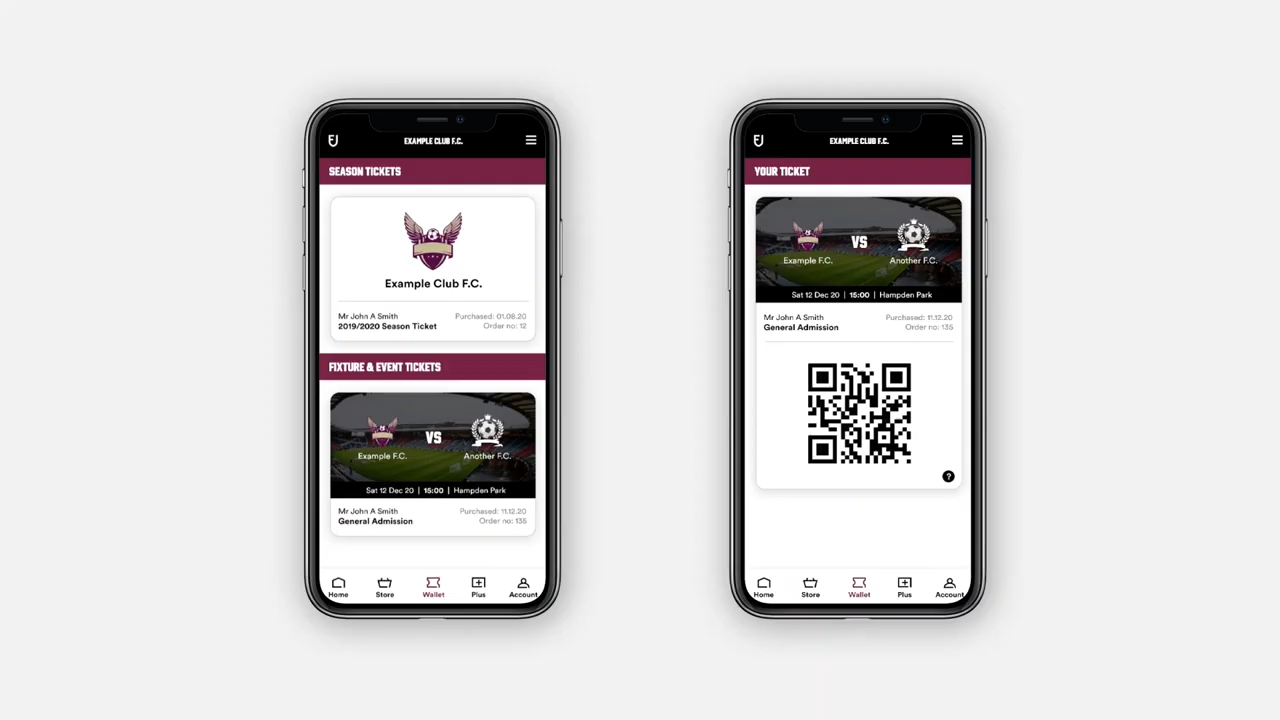 EXAMPLE CLUB F.C.
SEASON TICKETS
Example Club F.C.
Mr John A Smith
Purchased: 01.08.20
2019/2020 Season Ticket
Order no: 12
FIXTURE & EVENT TICKETS
VS
Example F.C.
Another F.C.
Sat 12 Dec 20 | 15:00 | Hampden Park
Mr John A Smith
Purchased: 11.12.20
General Admission
Order no: 135
Home
Store
Wallet
Plus
Account
EXAMPLE CLUB F.C.
YOUR TICKET
VS
Example F.C.
Another F.C.
Sat 12 Dec 20 | 15:00 | Hampden Park
Mr John A Smith
Purchased: 11.12.20
General Admission
Order no: 135
?
Home
Store
Wallet
Plus
Account